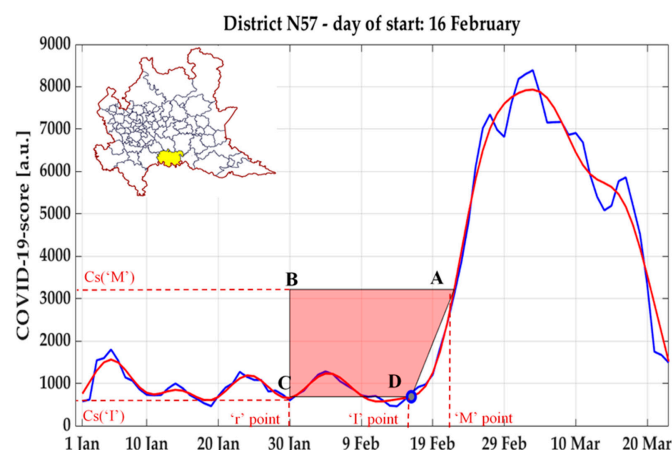 District N57 - day of start: 16 February
COVID-19-score [a.u.]
9000
8000
7000
6000
5000
4000
3000
2000
1000
0
Cs('M')
Cs('I')
B
A
C
D
'r' point
'I' point
'M' point
1 Jan
10 Jan
20 Jan
30 Jan
9 Feb
19 Feb
29 Feb
10 Mar
20 Mar